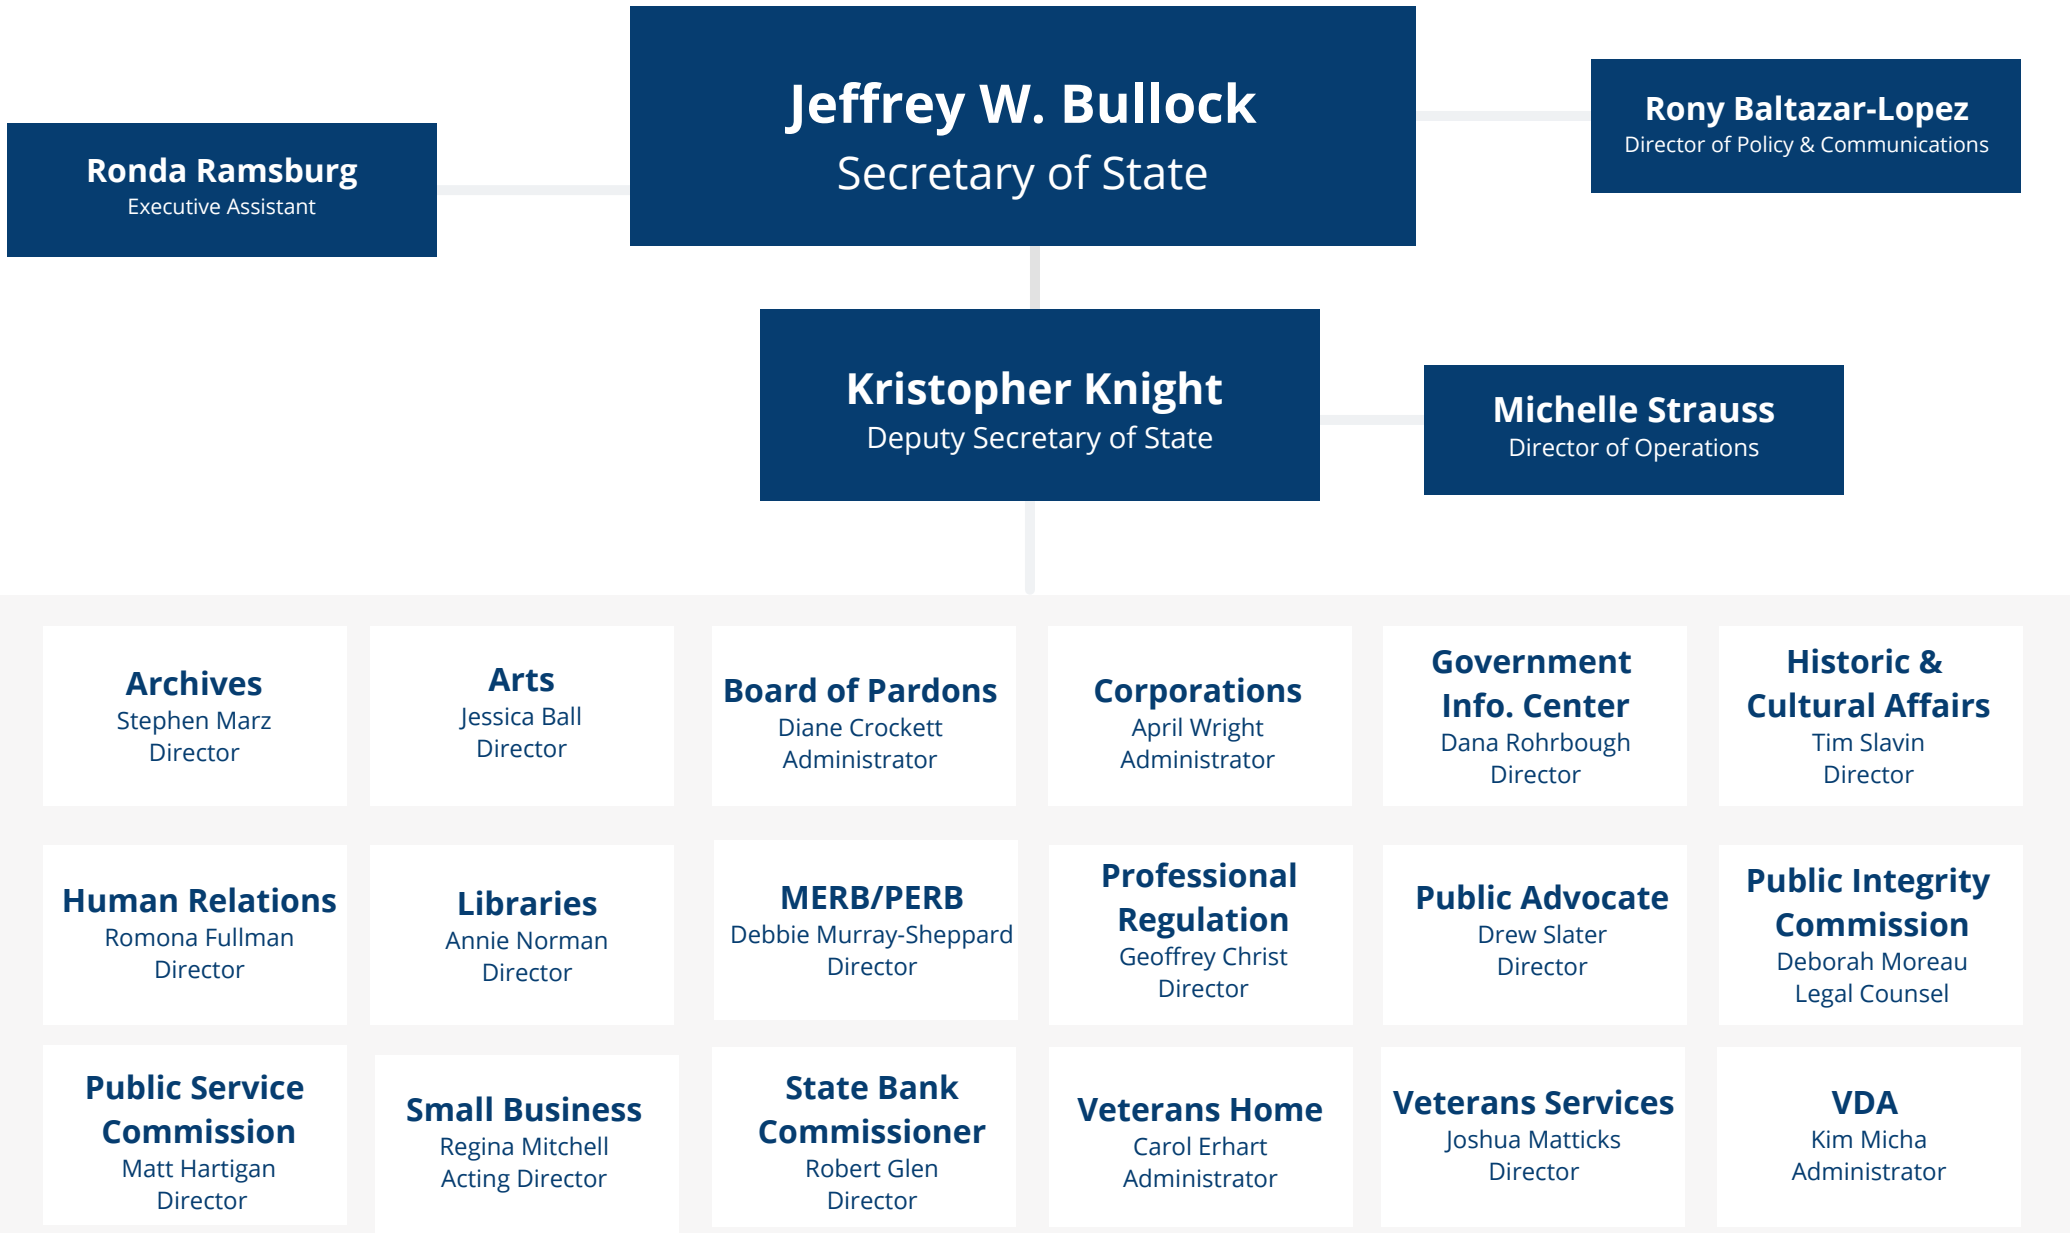 Jeffrey W. Bullock
Secretary of State
Rony Baltazar-Lopez
Director of Policy & Communications
Ronda Ramsburg
Executive Assistant
Kristopher Knight
Deputy Secretary of State
Michelle Strauss
Director of Operations
Archives
Stephen Marz
Director
Arts
Jessica Ball
Director
Board of Pardons
Diane Crockett
Administrator
Corporations
April Wright
Administrator
Government
Info. Center
Dana Rohrbough
Director
Historic &
Cultural Affairs
Tim Slavin
Director
Human Relations
Romona Fullman
Director
Libraries
Annie Norman
Director
MERB/PERB
Debbie Murray-Sheppard
Director
Professional
Regulation
Geoffrey Christ
Director
Public Advocate
Drew Slater
Director
Public Integrity
Commission
Deborah Moreau
Legal Counsel
Public Service
Commission
Matt Hartigan
Director
Small Business
Regina Mitchell
Acting Director
State Bank
Commissioner
Robert Glen
Director
Veterans Home
Carol Erhart
Administrator
Veterans Services
Joshua Matticks
Director
VDA
Kim Micha
Administrator